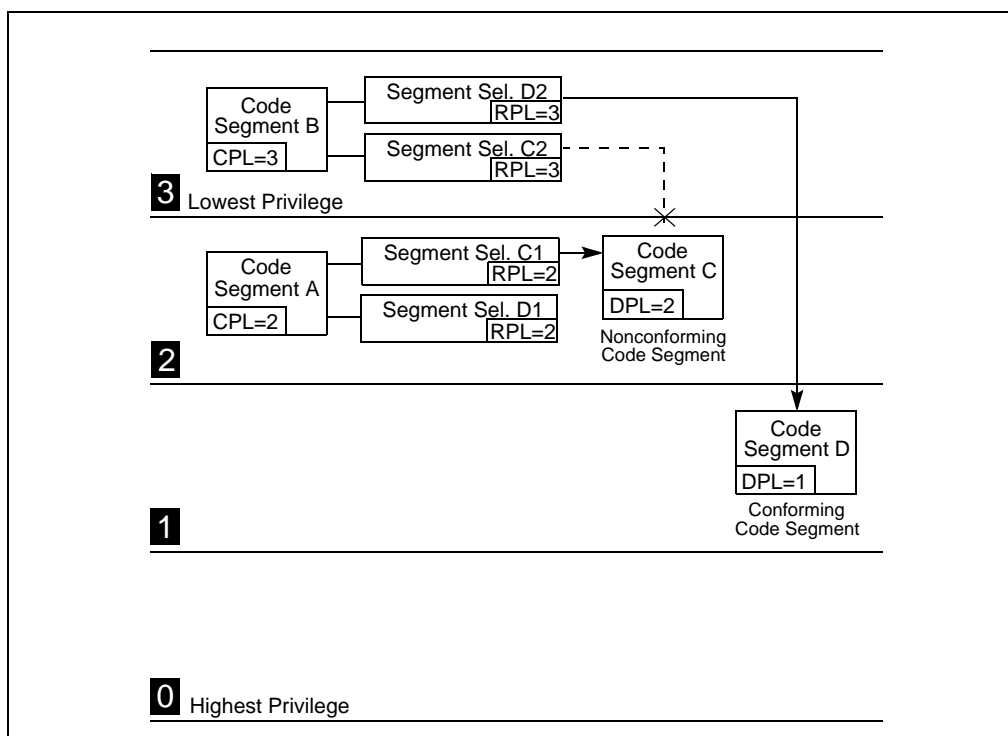 Code
Segment B
CPL=3
Segment Sel. D2
RPL=3
Segment Sel. C2
RPL=3
3 Lowest Privilege
Code
Segment A
CPL=2
Segment Sel. C1
RPL=2
Segment Sel. D1
RPL=2
Code
Segment C
DPL=2
Nonconforming
Code Segment
2
Code
Segment D
DPL=1
Conforming
Code Segment
1
0 Highest Privilege